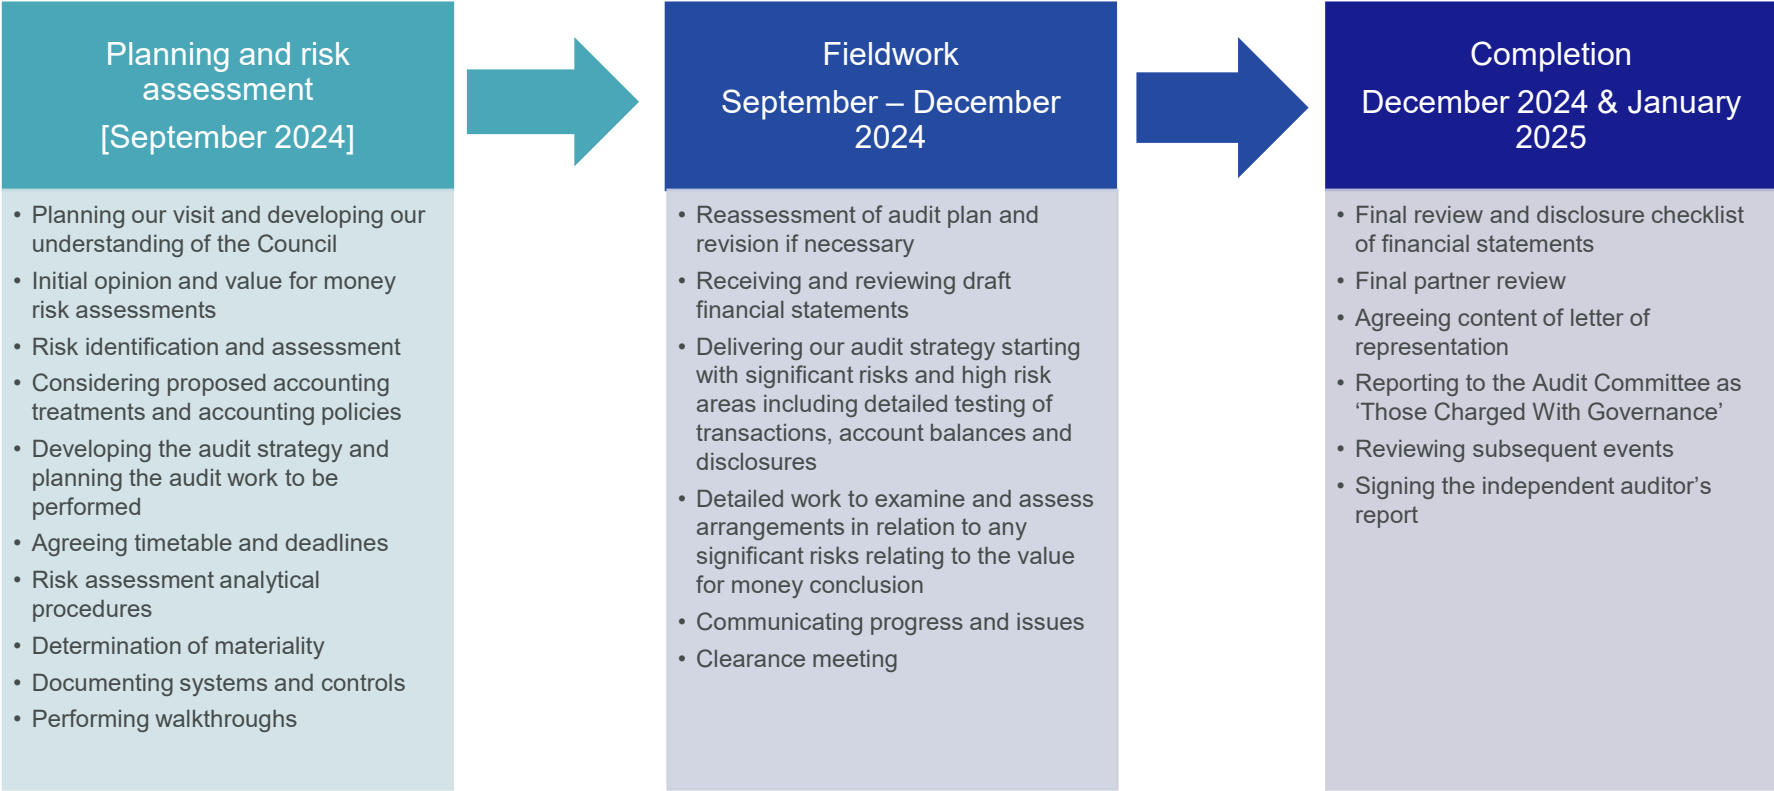 Planning and risk
assessment
[September 2024]
• Planning our visit and developing our
understanding of the Council
• Initial opinion and value for money
risk assessments
• Risk identification and assessment
• Considering proposed accounting
treatments and accounting policies
• Developing the audit strategy and
planning the audit work to be
performed
• Agreeing timetable and deadlines
• Risk assessment analytical
procedures
• Determination of materiality
• Documenting systems and controls
• Performing walkthroughs
Fieldwork
September – December
2024
• Reassessment of audit plan and
revision if necessary
• Receiving and reviewing draft
financial statements
• Delivering our audit strategy starting
with significant risks and high risk
areas including detailed testing of
transactions, account balances and
disclosures
• Detailed work to examine and assess
arrangements in relation to any
significant risks relating to the value
for money conclusion
• Communicating progress and issues
• Clearance meeting
Completion
December 2024 & January
2025
• Final review and disclosure checklist
of financial statements
• Final partner review
• Agreeing content of letter of
representation
• Reporting to the Audit Committee as
‘Those Charged With Governance’
• Reviewing subsequent events
• Signing the independent auditor’s
report